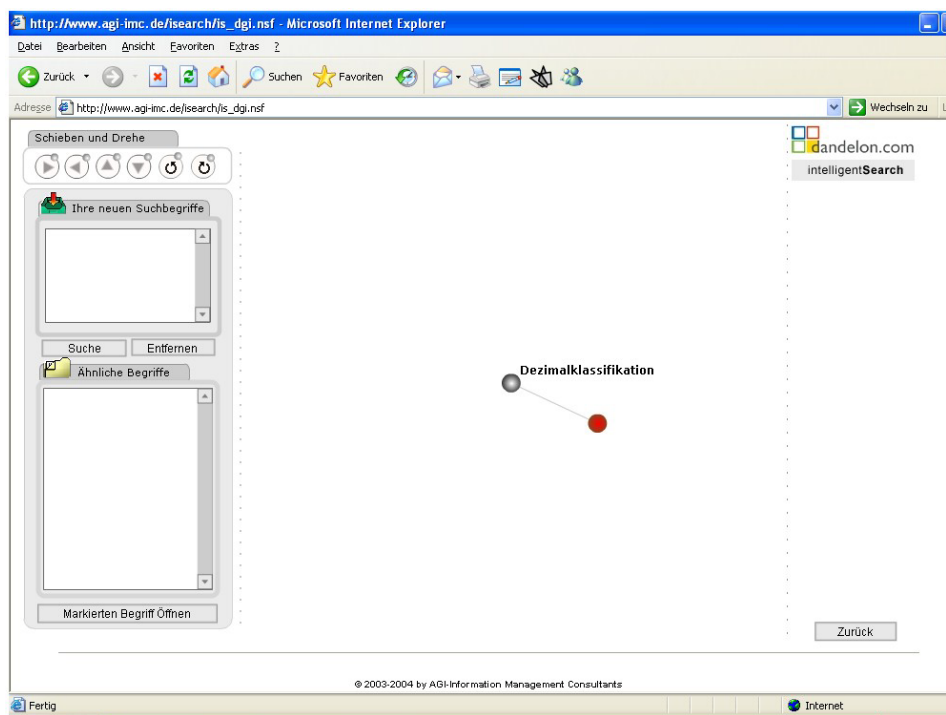 http://www.agi-imc.de/isearch/is_dgi.nsf - Microsoft Internet Explorer
Datei Bearbeiten Ansicht Favoriten Extras ?
Zurück Suchen Favoriten
Adresse http://www.agi-imc.de/isearch/is_dgi.nsf Wechseln zu
Schieben und Drehe
dandelon.com
intelligentSearch
Ihre neuen Suchbegriffe
Suche Entfernen
Ähnliche Begriffe
Dezimalklassifikation
Markierten Begriff Öffnen
Zurück
© 2003-2004 by AGI-Information Management Consultants
Fertig Internet